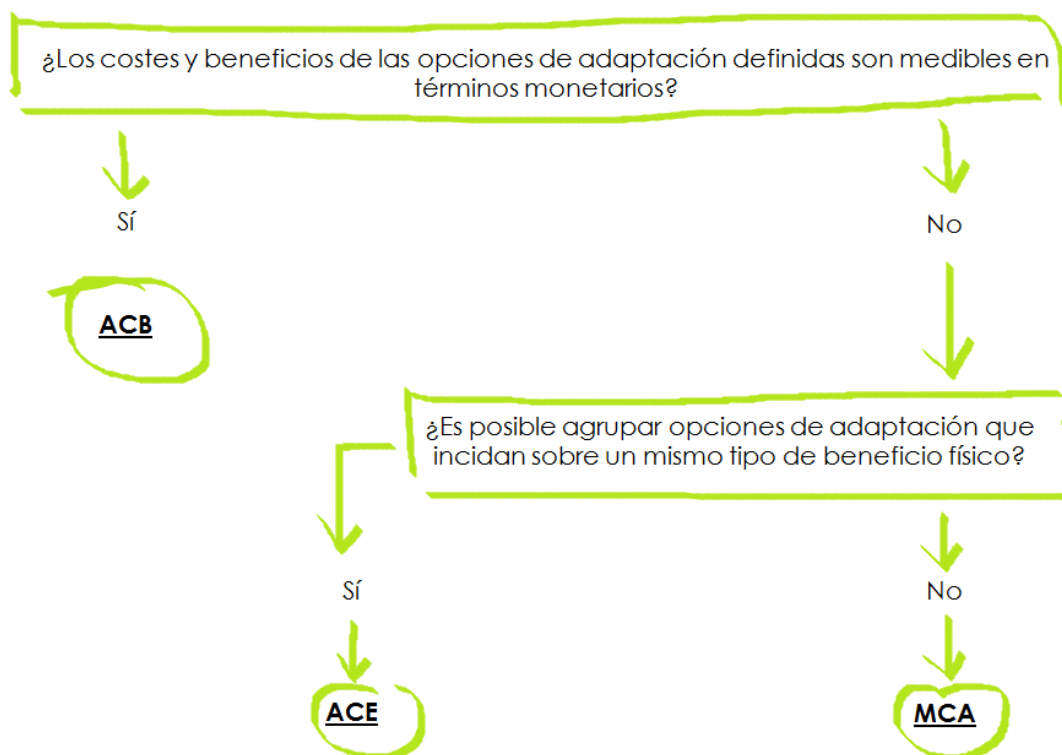 ¿Los costes y beneficios de las opciones de adaptación definidas son medibles en
términos monetarios?
Sí
No
ACB
¿Es posible agrupar opciones de adaptación que
incidan sobre un mismo tipo de beneficio físico?
Sí
No
ACE
MCA